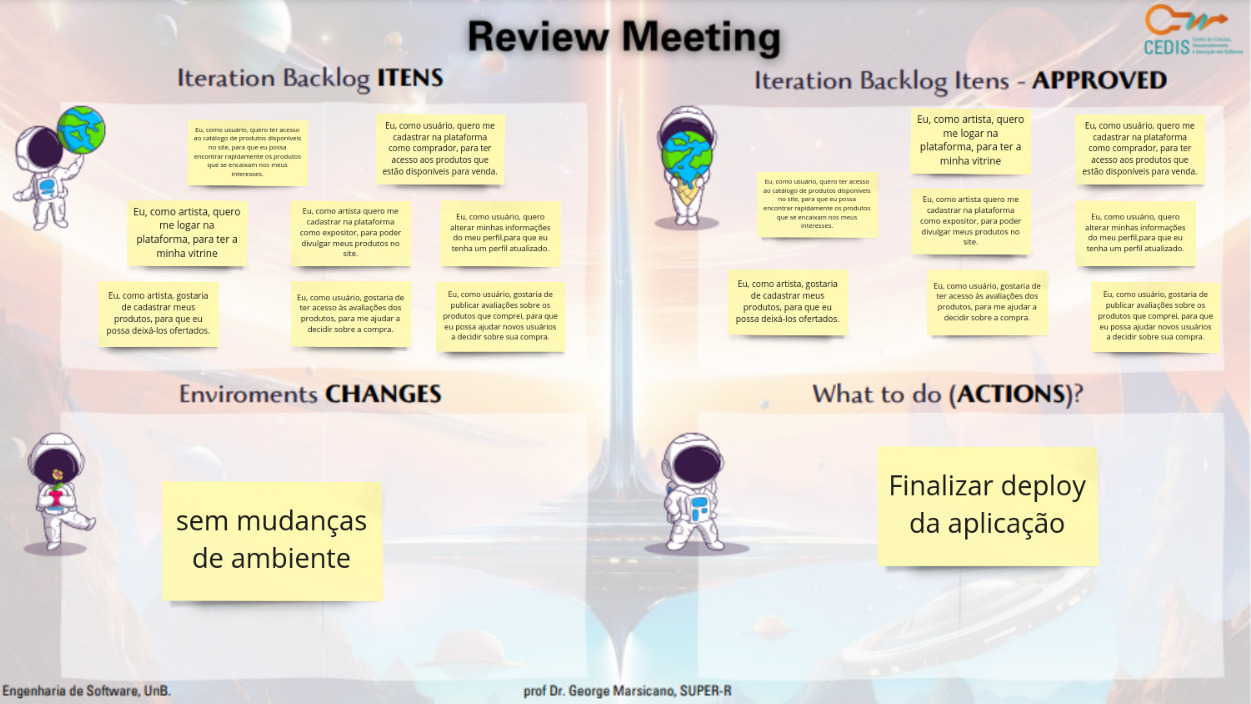 Review Meeting
CEDIS
Centro de Estudos,
Desenvolvimento
e Inovação em Software
Iteration Backlog ITENS
Eu, como usuário, quero ter acesso
ao catálogo de produtos disponíveis
no site, para que eu possa
encontrar rapidamente os produtos
que se encaixam nos meus
interesses.
Eu, como usuário, quero me
cadastrar na plataforma
como comprador, para ter
acesso aos produtos que
estão disponíveis para venda.
Eu, como artista, quero
me logar na
plataforma, para ter a
minha vitrine
Eu, como artista quero me
cadastrar na plataforma
como expositor, para poder
divulgar meus produtos no
site.
Eu, como usuário, quero
alterar minhas informações
do meu perfil,para que eu
tenha um perfil atualizado.
Eu, como artista, gostaria
de cadastrar meus
produtos, para que eu
possa deixá-los ofertados.
Eu, como usuário, gostaria de
ter acesso às avaliações dos
produtos, para me ajudar a
decidir sobre a compra.
Eu, como usuário, gostaria de
publicar avaliações sobre os
produtos que comprei, para que
eu possa ajudar novos usuários
a decidir sobre sua compra.
Iteration Backlog Itens - APPROVED
Eu, como artista, quero
me logar na
plataforma, para ter a
minha vitrine
Eu, como usuário, quero me
cadastrar na plataforma
como comprador, para ter
acesso aos produtos que
estão disponíveis para venda.
Eu, como usuário, quero ter acesso
ao catálogo de produtos disponíveis
no site, para que eu possa
encontrar rapidamente os produtos
que se encaixam nos meus
interesses.
Eu, como artista quero me
cadastrar na plataforma
como expositor, para poder
divulgar meus produtos no
site.
Eu, como usuário, quero
alterar minhas informações
do meu perfil,para que eu
tenha um perfil atualizado.
Eu, como artista, gostaria
de cadastrar meus
produtos, para que eu
possa deixá-los ofertados.
Eu, como usuário, gostaria de
ter acesso às avaliações dos
produtos, para me ajudar a
decidir sobre a compra.
Eu, como usuário, gostaria de
publicar avaliações sobre os
produtos que comprei, para que
eu possa ajudar novos usuários
a decidir sobre sua compra.
Enviroments CHANGES
sem mudanças
de ambiente
What to do (ACTIONS)?
Finalizar deploy
da aplicação
Engenharia de Software, UnB.
prof Dr. George Marsicano, SUPER-R